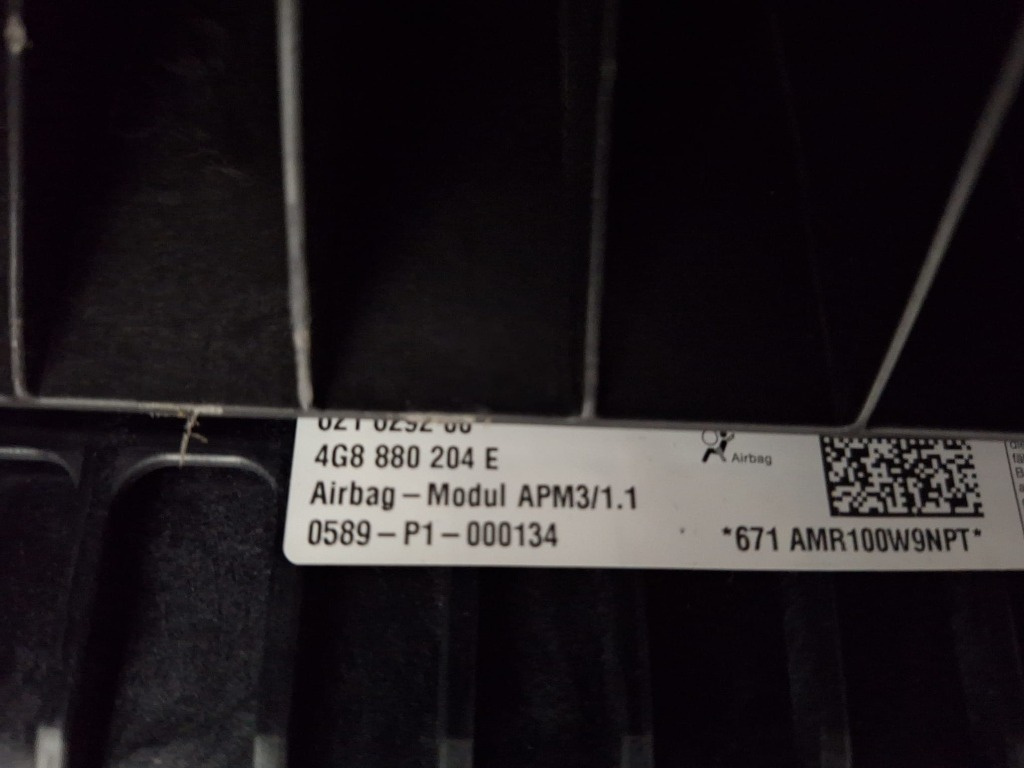 4G8 880 204 E
Airbag
Airbag – Modul APM3/1.1
0589 – P1 – 000134
*671 AMR100W9NPT*